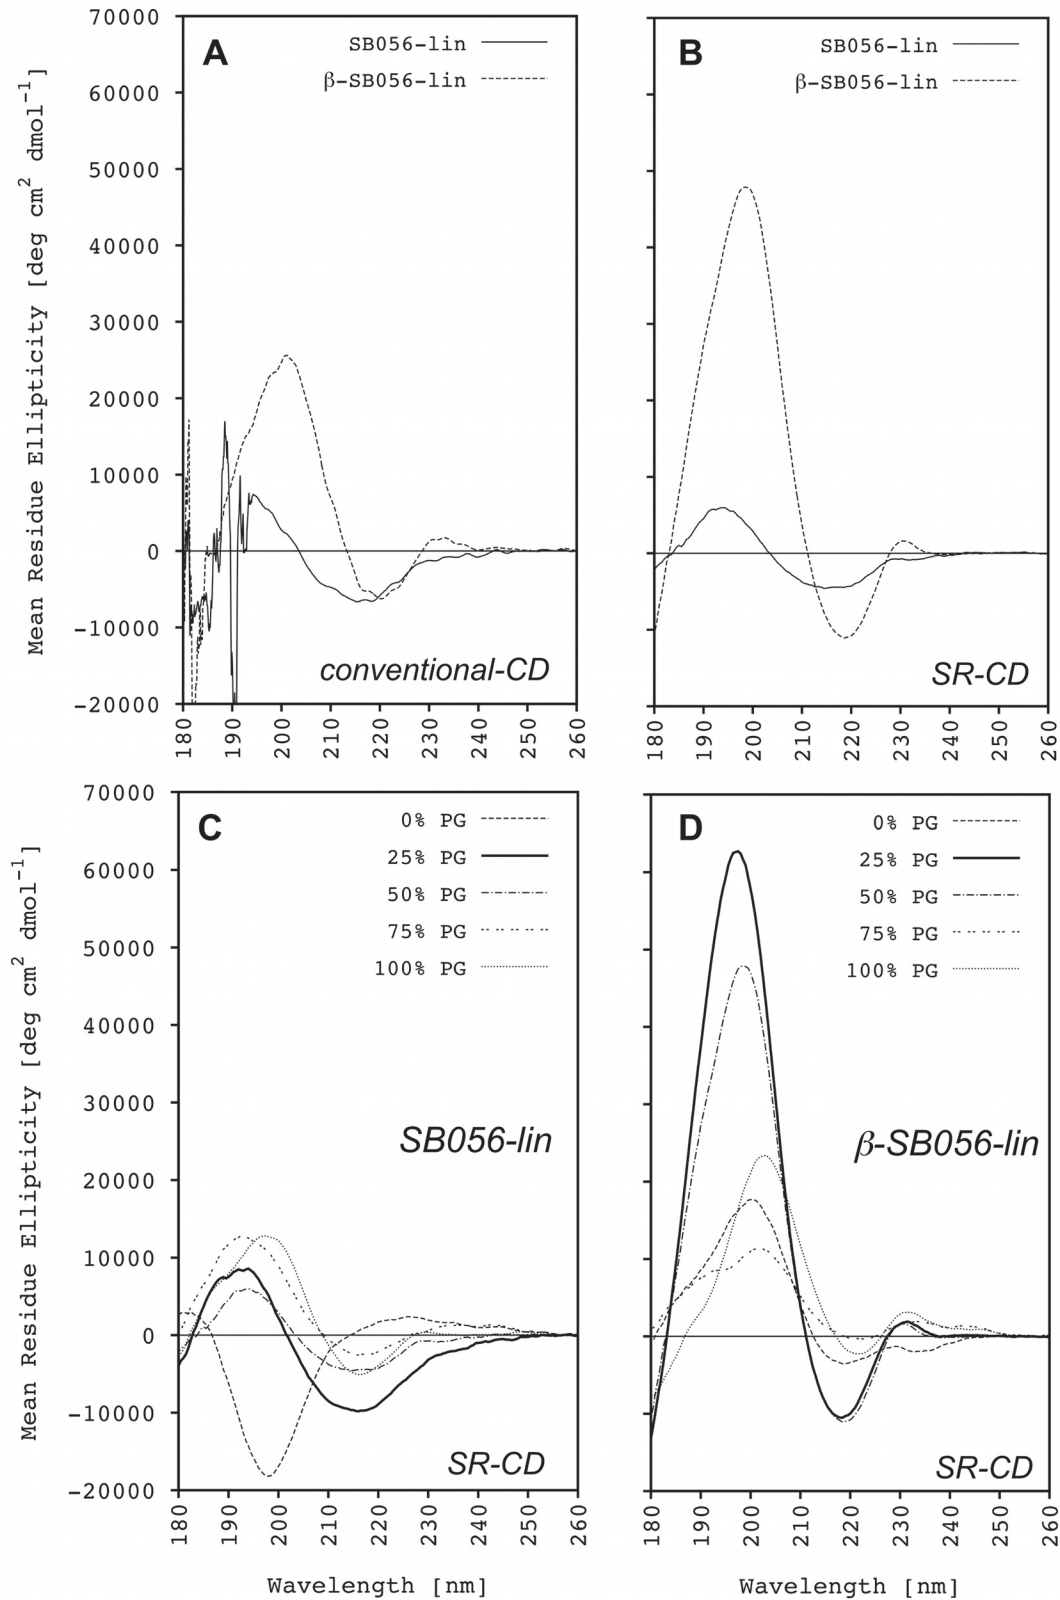 A
SB056-lin
β-SB056-lin
70000
60000
50000
40000
30000
20000
10000
0
-10000
-20000
Mean Residue Ellipticity [deg cm² dmol⁻¹]
conventional-CD
180 190 200 210 220 230 240 250 260
B
SB056-lin
β-SB056-lin
SR-CD
180 190 200 210 220 230 240 250 260
C
0% PG
25% PG
50% PG
75% PG
100% PG
70000
60000
50000
40000
30000
20000
10000
0
-10000
-20000
Mean Residue Ellipticity [deg cm² dmol⁻¹]
SB056-lin
SR-CD
180 190 200 210 220 230 240 250 260
Wavelength [nm]
D
0% PG
25% PG
50% PG
75% PG
100% PG
β-SB056-lin
SR-CD
180 190 200 210 220 230 240 250 260
Wavelength [nm]